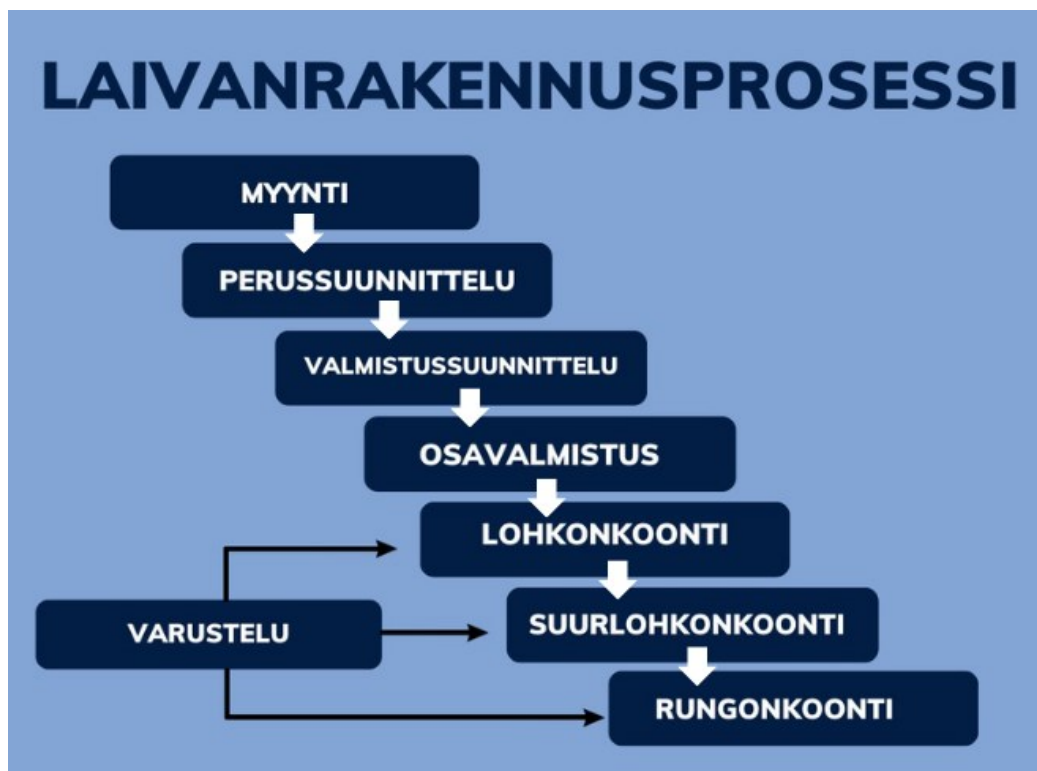 LAIVANRAKENNUSPROSESSI
MYYNTI
PERUSSUUNNITTELU
VALMISTUSSUUNNITTELU
OSAVALMISTUS
LOHKONKOONTI
VARUSTELU
SUURLOHKONKOONTI
RUNGONKOONTI